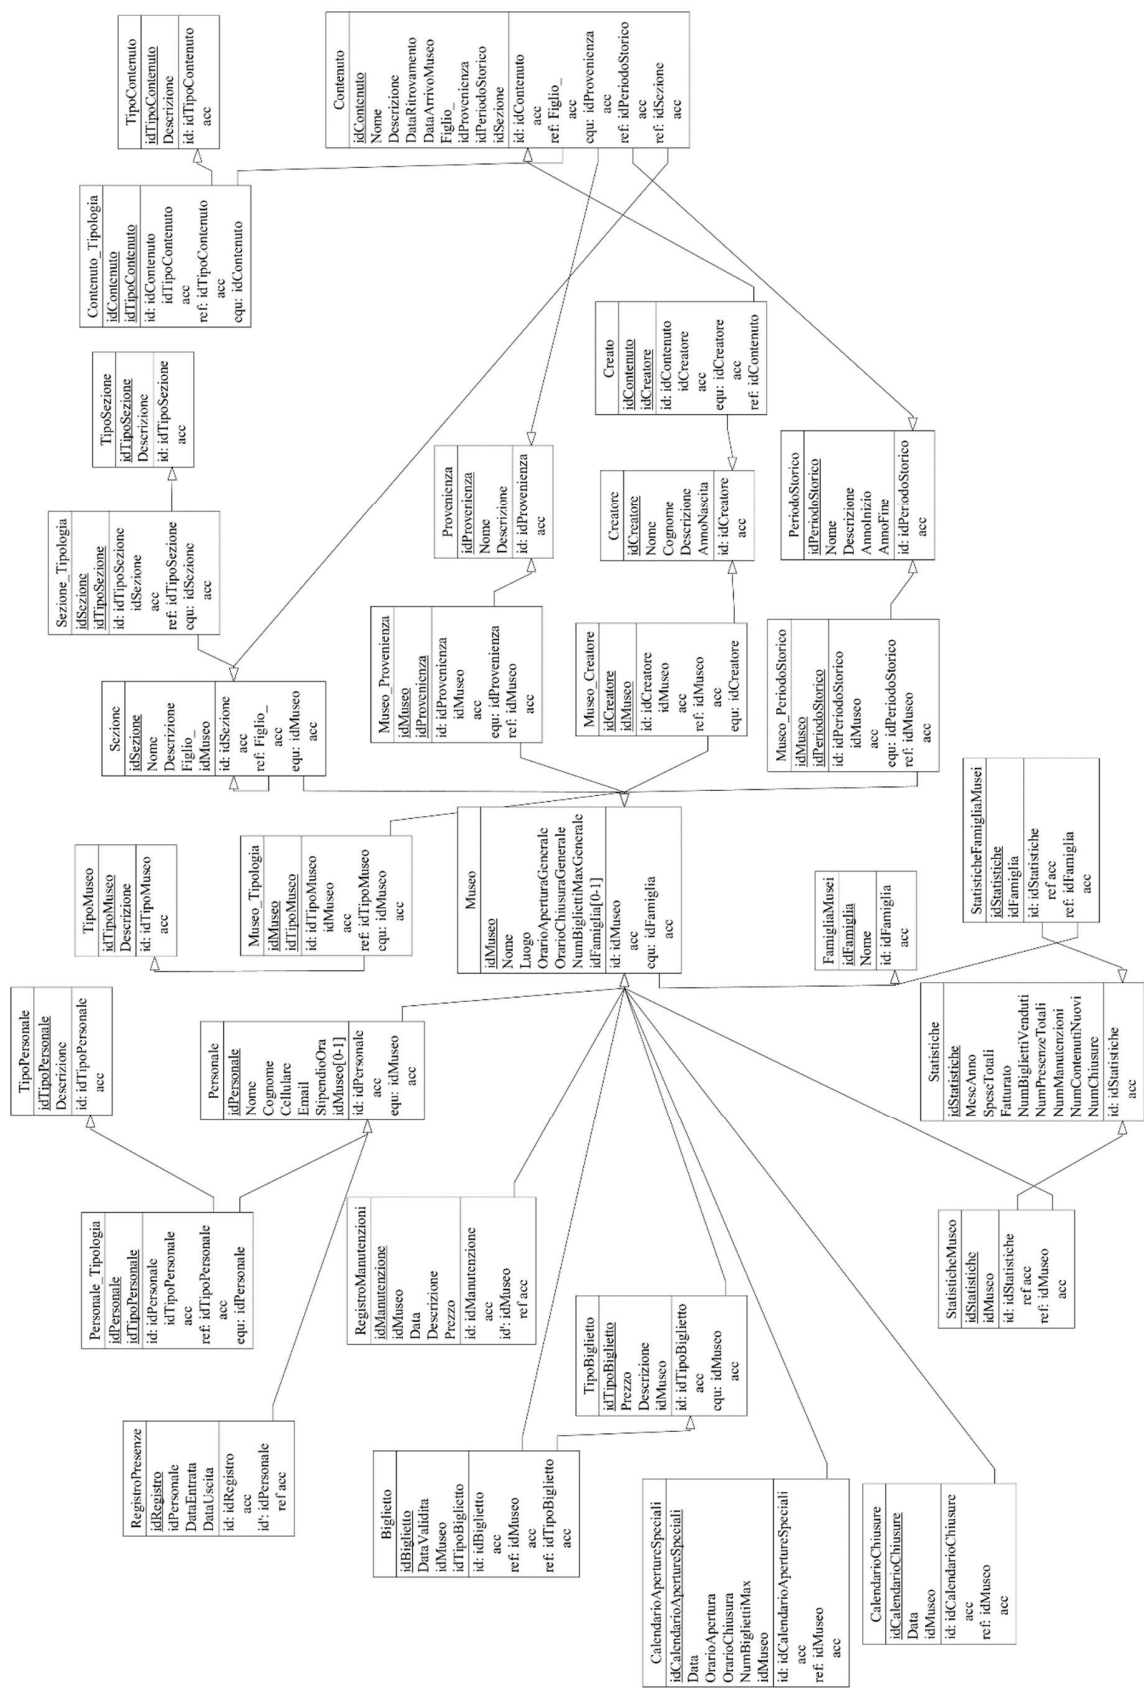 TipoPersonale
idTipoPersonale
Descrizione
id: idTipoPersonale
acc
TipoMuseo
idTipoMuseo
Descrizione
id: idTipoMuseo
acc
Sezione_Tipologia
idSezione
idTipoSezione
id: idTipoSezione
idSezione
acc
ref: idTipoSezione
equ: idSezione
acc
TipoSezione
idTipoSezione
Descrizione
id: idTipoSezione
acc
Contenuto_Tipologia
idContenuto
idTipoContenuto
id: idContenuto
idTipoContenuto
acc
ref: idTipoContenuto
acc
equ: idContenuto
TipoContenuto
idTipoContenuto
Descrizione
id: idTipoContenuto
acc
Personale_Tipologia
idPersonale
idTipoPersonale
id: idPersonale
idTipoPersonale
acc
ref: idTipoPersonale
acc
equ: idPersonale
Sezione
idSezione
Nome
Descrizione
Figlio_
idMuseo
id: idSezione
acc
ref: Figlio_
acc
equ: idMuseo
acc
RegistroPresenze
idRegistro
idPersonale
DataEntrata
DataUscita
id: idRegistro
acc
id': idPersonale
ref acc
Personale
idPersonale
Nome
Cognome
Cellulare
Email
StipendioOra
idMuseo[0-1]
id: idPersonale
acc
equ: idMuseo
acc
Museo_Tipologia
idMuseo
idTipoMuseo
id: idTipoMuseo
idMuseo
acc
ref: idTipoMuseo
equ: idMuseo
acc
Contenuto
idContenuto
Nome
Descrizione
DataRitrovamento
DataArrivoMuseo
Figlio_
idProvenienza
idPeriodoStorico
idSezione
id: idContenuto
acc
ref: Figlio_
acc
equ: idProvenienza
acc
ref: idPeriodoStorico
acc
ref: idSezione
acc
RegistroManutenzioni
idManutenzione
idMuseo
Data
Descrizione
Prezzo
id: idManutenzione
acc
id': idMuseo
ref acc
Museo_Provenienza
idMuseo
idProvenienza
id: idProvenienza
idMuseo
acc
equ: idProvenienza
ref: idMuseo
acc
Provenienza
idProvenienza
Nome
Descrizione
id: idProvenienza
acc
Biglietto
idBiglietto
DataValidita
idMuseo
idTipoBiglietto
id: idBiglietto
acc
ref: idMuseo
acc
ref: idTipoBiglietto
acc
Museo
idMuseo
Nome
Luogo
OrarioAperturaGenerale
OrarioChiusuraGenerale
NumBigliettiMaxGenerale
idFamiglia[0-1]
id: idMuseo
acc
equ: idFamiglia
acc
TipoBiglietto
idTipoBiglietto
Prezzo
Descrizione
idMuseo
id: idTipoBiglietto
acc
equ: idMuseo
acc
Museo_Creatore
idCreatore
idMuseo
id: idCreatore
idMuseo
acc
ref: idMuseo
acc
equ: idCreatore
Creatore
idCreatore
Nome
Cognome
Descrizione
AnnoNascita
id: idCreatore
acc
Creato
idContenuto
idCreatore
id: idContenuto
idCreatore
acc
equ: idCreatore
acc
ref: idContenuto
CalendarioApertureSpeciali
idCalendarioApertureSpeciali
Data
OrarioApertura
OrarioChiusura
NumBigliettiMax
idMuseo
id: idCalendarioApertureSpeciali
acc
ref: idMuseo
acc
FamigliaMusei
idFamiglia
Nome
id: idFamiglia
acc
Museo_PeriodoStorico
idMuseo
idPeriodoStorico
id: idPeriodoStorico
idMuseo
acc
equ: idPeriodoStorico
ref: idMuseo
acc
PeriodoStorico
idPeriodoStorico
Nome
Descrizione
AnnoInizio
AnnoFine
id: idPeriodoStorico
acc
CalendarioChiusure
idCalendarioChiusure
Data
idMuseo
id: idCalendarioChiusure
acc
ref: idMuseo
acc
StatisticheMuseo
idStatistiche
idMuseo
id: idStatistiche
ref acc
ref: idMuseo
acc
Statistiche
idStatistiche
MeseAnno
SpeseTotali
Fatturato
NumBigliettiVenduti
NumPresenzeTotali
NumManutenzioni
NumContenutiNuovi
NumChiusure
id: idStatistiche
acc
StatisticheFamigliaMusei
idStatistiche
idFamiglia
id: idStatistiche
ref acc
ref: idFamiglia
acc